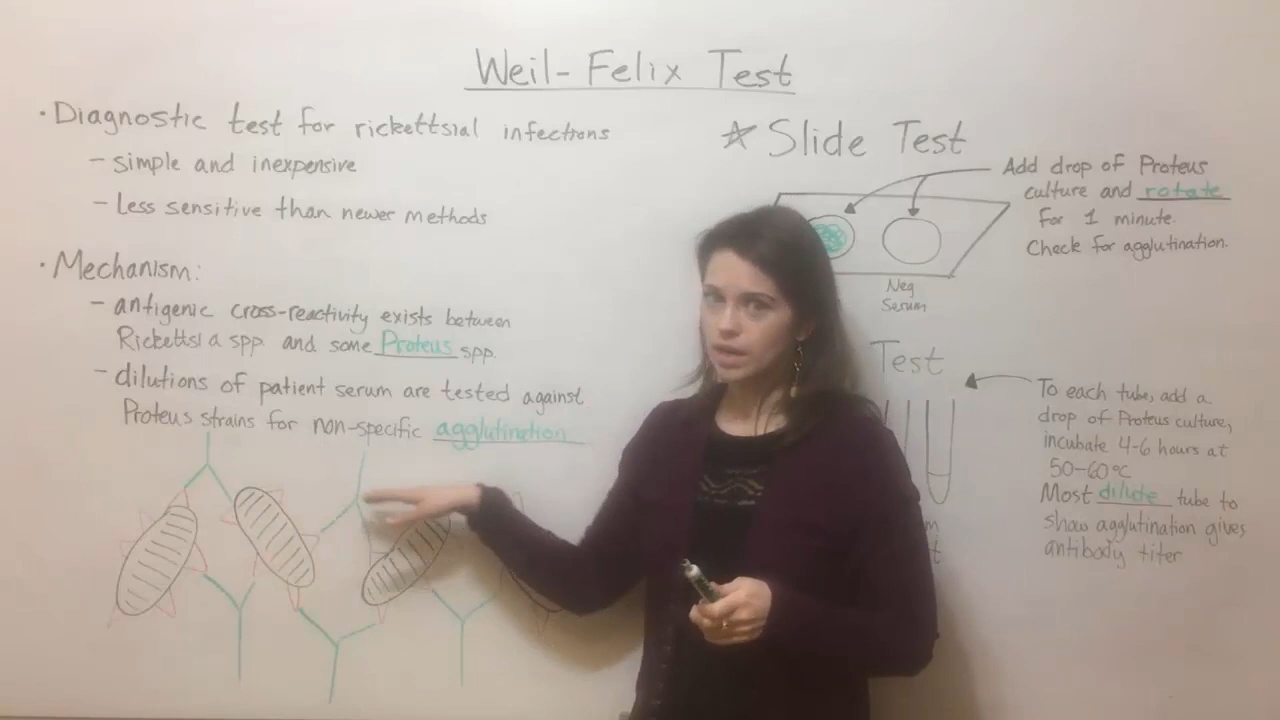 Weil-Felix Test
• Diagnostic test for rickettsial infections
- simple and inexpensive
- Less sensitive than newer methods
• Mechanism:
- antigenic cross-reactivity exists between
Rickettsia spp. and some Proteus spp.
- dilutions of patient serum are tested against
Proteus strains for non-specific agglutination
☆ Slide Test
Add drop of Proteus
culture and rotate
for 1 minute.
Check for agglutination.
Neg
Serum
Test
To each tube, add a
drop of Proteus culture,
incubate 4-6 hours at
50-60°C
Most dilute tube to
show agglutination gives
antibody titer